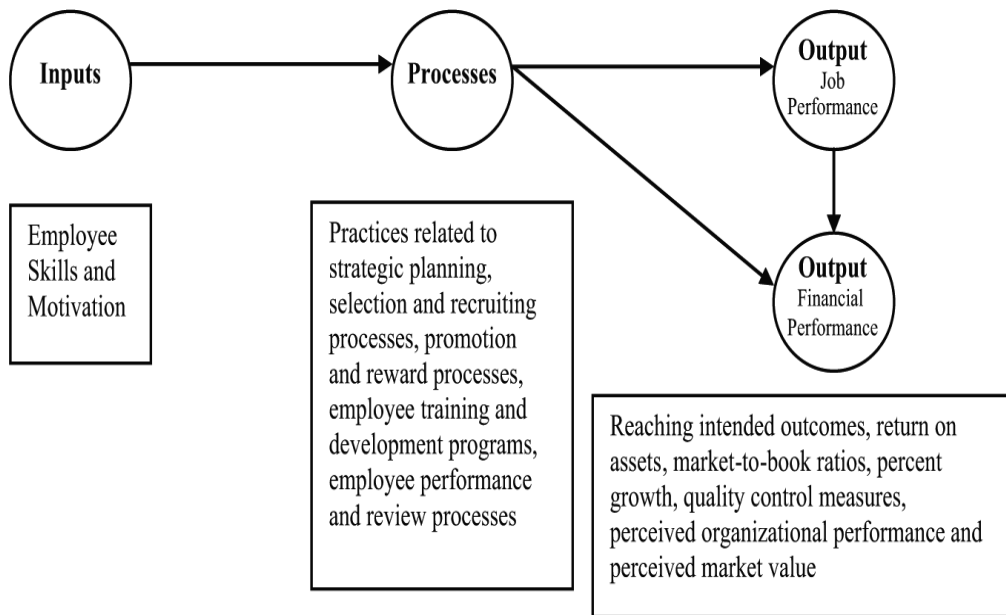 Inputs
Processes
Output
Job
Performance
Output
Financial
Performance
Employee
Skills and
Motivation
Practices related to
strategic planning,
selection and recruiting
processes, promotion
and reward processes,
employee training and
development programs,
employee performance
and review processes
Reaching intended outcomes, return on
assets, market-to-book ratios, percent
growth, quality control measures,
perceived organizational performance and
perceived market value